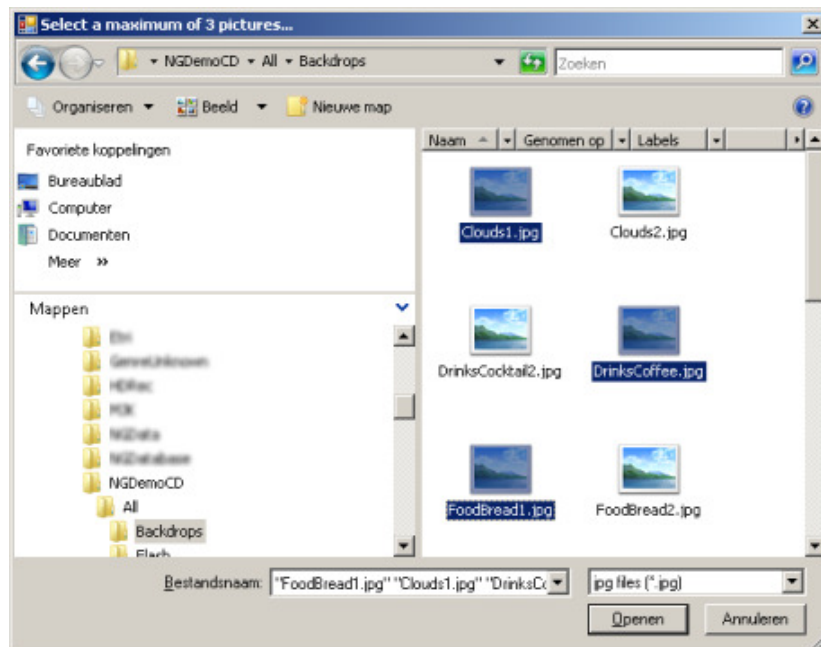 Select a maximum of 3 pictures...
NGDemoCD All Backdrops
Zoeken
Organiseren Beeld Nieuwe map
Favoriete koppelingen
Bureaublad
Computer
Documenten
Meer »
Mappen
NGDemoCD
All
Backdrops
Flash
Naam Genomen op Labels
Clouds1.jpg Clouds2.jpg
DrinksCocktail2.jpg DrinksCoffee.jpg
FoodBread1.jpg FoodBread2.jpg
Bestandsnaam: "FoodBread1.jpg" "Clouds1.jpg" "DrinksCo
jpg files (*.jpg)
Openen Annuleren